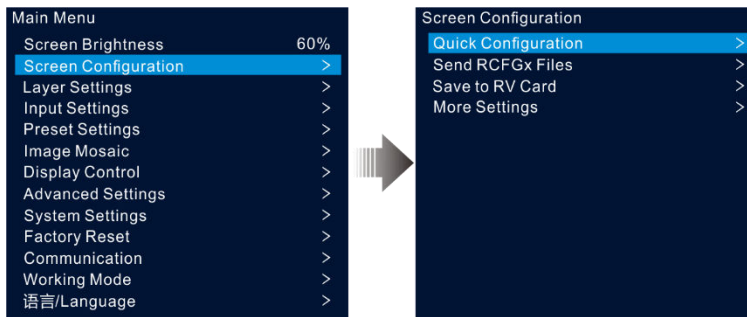 Main Menu
Screen Brightness 60%
Screen Configuration >
Layer Settings >
Input Settings >
Preset Settings >
Image Mosaic >
Display Control >
Advanced Settings >
System Settings >
Factory Reset >
Communication >
Working Mode >
语言/Language >
Screen Configuration
Quick Configuration >
Send RCFGx Files >
Save to RV Card >
More Settings >